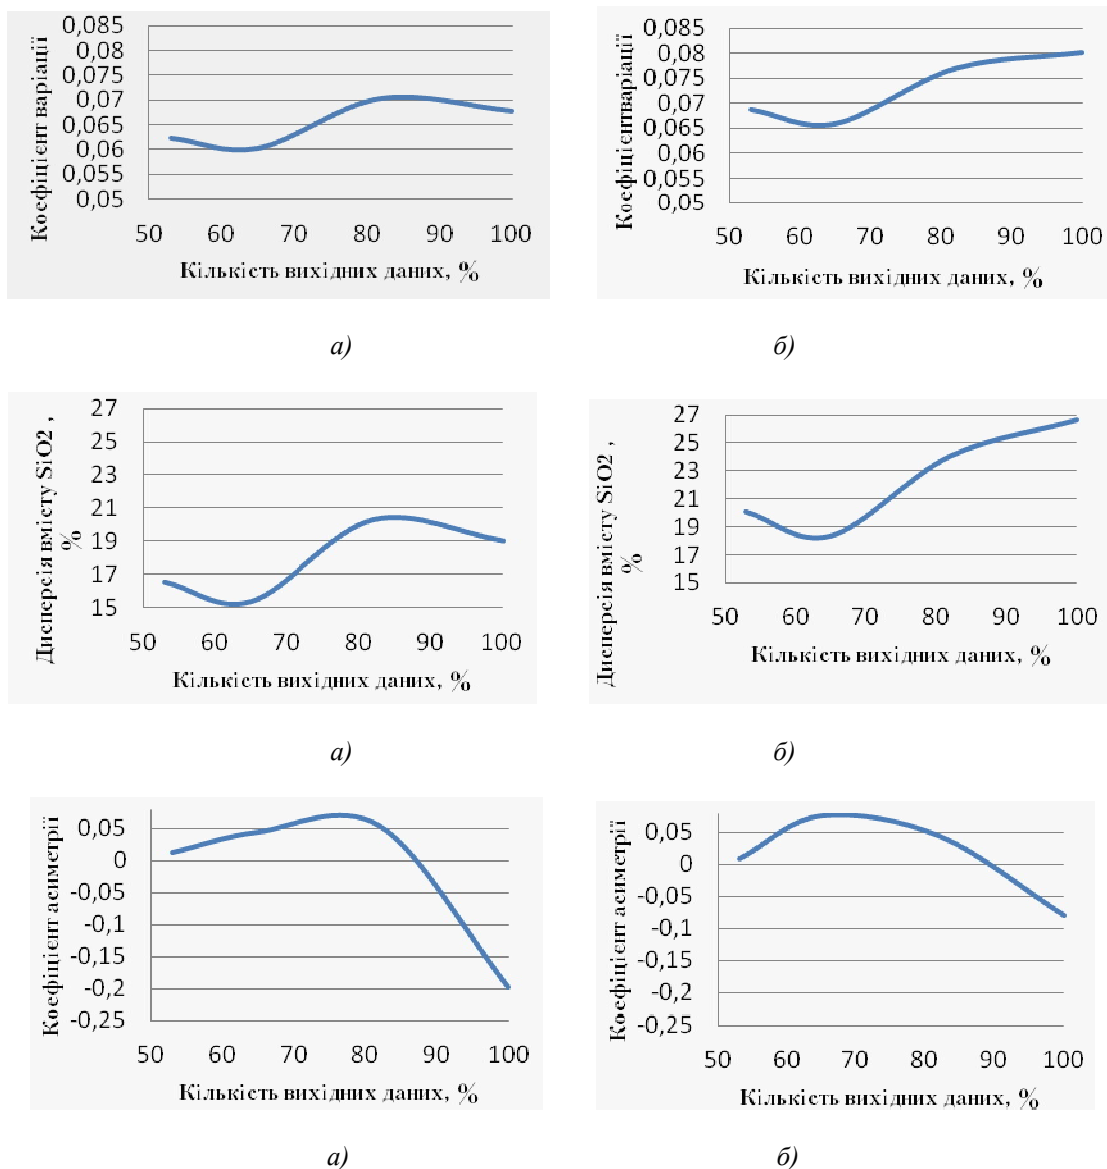 0,085
0,08
0,075
0,07
0,065
0,06
0,055
0,05
Коефіцієнт варіації
50 60 70 80 90 100
Кількість вихідних даних, %
а)
0,085
0,08
0,075
0,07
0,065
0,06
0,055
0,05
Коефіцієнтваріації
50 60 70 80 90 100
Кількість вихідних даних, %
б)
27
25
23
21
19
17
15
Дисперсія вмісту SiO2 ,
%
50 60 70 80 90 100
Кількість вихідних даних, %
а)
27
25
23
21
19
17
15
Дисперсія вмісту SiO2 ,
%
50 60 70 80 90 100
Кількість вихідних даних, %
б)
0,05
0
-0,05
-0,1
-0,15
-0,2
-0,25
Коефіцієнт асиметрії
50 60 70 80 90 100
Кількість вихідних даних, %
а)
0,05
0
-0,05
-0,1
-0,15
-0,2
-0,25
Коефіцієнт асиметрії
50 60 70 80 90 100
Кількість вихідних даних, %
б)